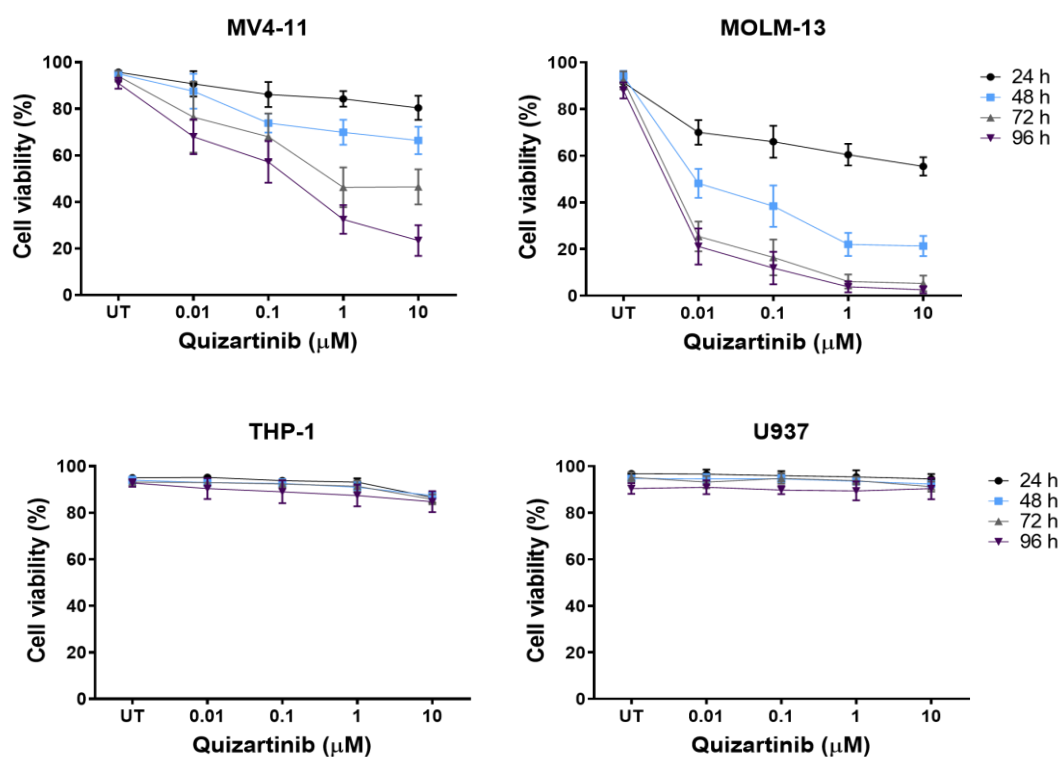 MV4-11
Cell viability (%)
100
80
60
40
20
0
UT 0.01 0.1 1 10
Quizartinib (μM)
MOLM-13
Cell viability (%)
100
80
60
40
20
0
UT 0.01 0.1 1 10
Quizartinib (μM)
24 h
48 h
72 h
96 h
THP-1
Cell viability (%)
100
80
60
40
20
0
UT 0.01 0.1 1 10
Quizartinib (μM)
U937
Cell viability (%)
100
80
60
40
20
0
UT 0.01 0.1 1 10
Quizartinib (μM)
24 h
48 h
72 h
96 h